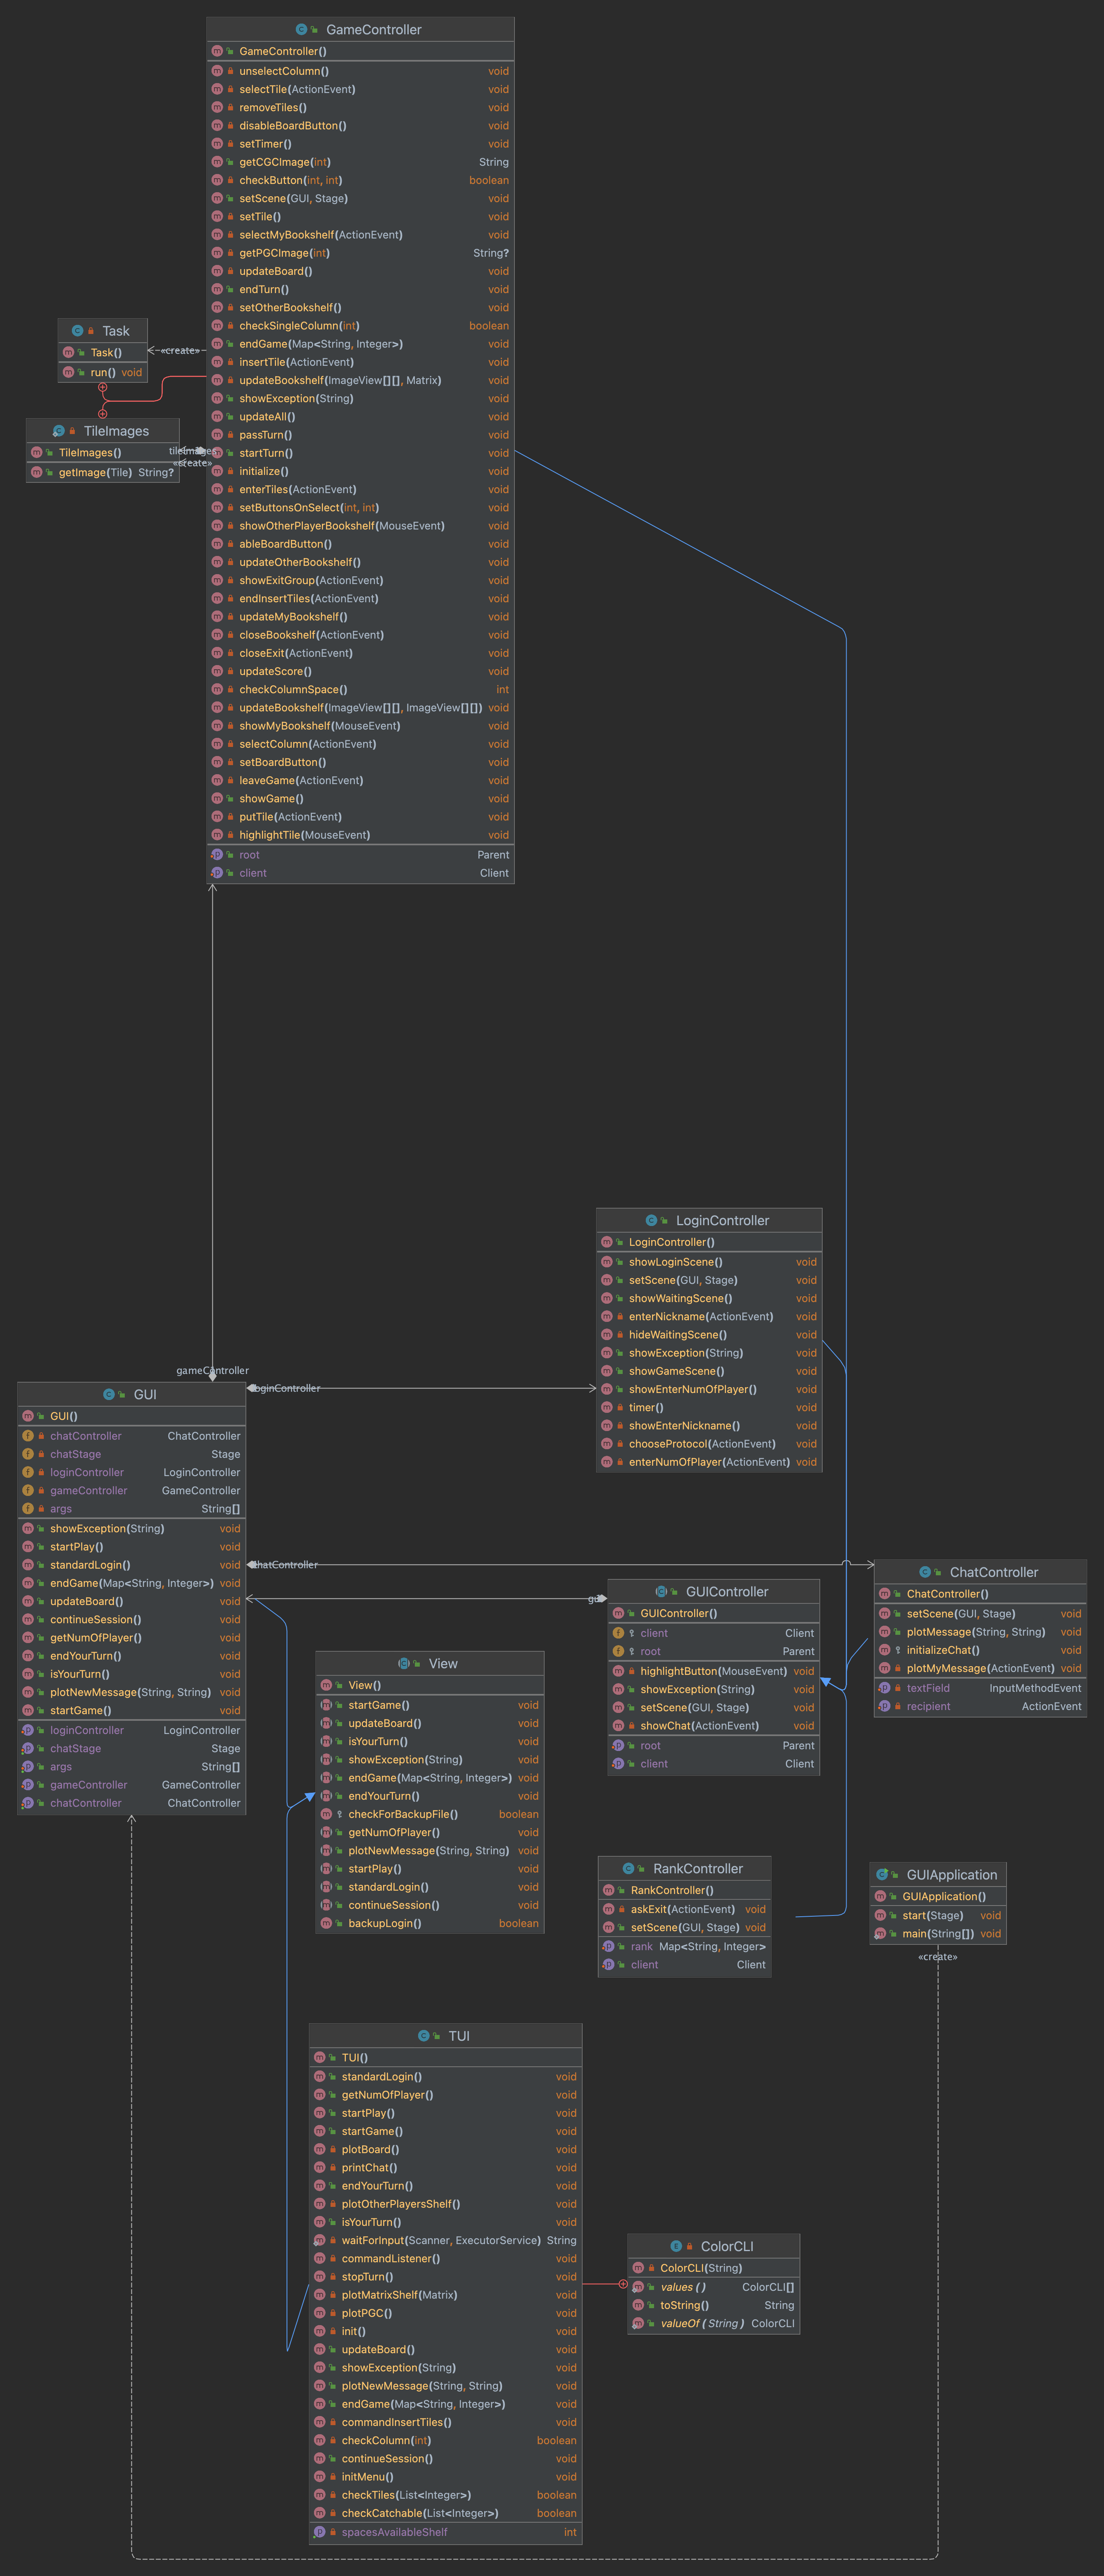 GameController
GameController()
unselectColumn() void
selectTile(ActionEvent) void
removeTiles() void
disableBoardButton() void
setTimer() void
getCGCImage(int) String
checkButton(int, int) boolean
setScene(GUI, Stage) void
setTile() void
selectMyBookshelf(ActionEvent) void
getPGCImage(int) String?
updateBoard() void
endTurn() void
setOtherBookshelf() void
checkSingleColumn(int) boolean
endGame(Map<String, Integer>) void
insertTile(ActionEvent) void
updateBookshelf(ImageView[][], Matrix) void
showException(String) void
updateAll() void
passTurn() void
startTurn() void
initialize() void
enterTiles(ActionEvent) void
setButtonsOnSelect(int, int) void
showOtherPlayerBookshelf(MouseEvent) void
ableBoardButton() void
updateOtherBookshelf() void
showExitGroup(ActionEvent) void
endInsertTiles(ActionEvent) void
updateMyBookshelf() void
closeBookshelf(ActionEvent) void
closeExit(ActionEvent) void
updateScore() void
checkColumnSpace() int
updateBookshelf(ImageView[][], ImageView[][]) void
showMyBookshelf(MouseEvent) void
selectColumn(ActionEvent) void
setBoardButton() void
leaveGame(ActionEvent) void
showGame() void
putTile(ActionEvent) void
highlightTile(MouseEvent) void
root Parent
client Client
Task
Task()
run() void
«create»
TileImages
TileImages()
getImage(Tile) String?
«create»
LoginController
LoginController()
showLoginScene() void
setScene(GUI, Stage) void
showWaitingScene() void
enterNickname(ActionEvent) void
hideWaitingScene() void
showException(String) void
showGameScene() void
showEnterNumOfPlayer() void
timer() void
showEnterNickname() void
chooseProtocol(ActionEvent) void
enterNumOfPlayer(ActionEvent) void
gameController
loginController
chatController
GUI
GUI()
chatController ChatController
chatStage Stage
loginController LoginController
gameController GameController
args String[]
showException(String) void
startPlay() void
standardLogin() void
endGame(Map<String, Integer>) void
updateBoard() void
continueSession() void
getNumOfPlayer() void
endYourTurn() void
isYourTurn() void
plotNewMessage(String, String) void
startGame() void
loginController LoginController
chatStage Stage
args String[]
gameController GameController
chatController ChatController
ChatController
ChatController()
setScene(GUI, Stage) void
plotMessage(String, String) void
initializeChat() void
plotMyMessage(ActionEvent) void
textField InputMethodEvent
recipient ActionEvent
GUIController
GUIController()
client Client
root Parent
highlightButton(MouseEvent) void
showException(String) void
setScene(GUI, Stage) void
showChat(ActionEvent) void
root Parent
client Client
View
View()
startGame() void
updateBoard() void
isYourTurn() void
showException(String) void
endGame(Map<String, Integer>) void
endYourTurn() void
checkForBackupFile() boolean
getNumOfPlayer() void
plotNewMessage(String, String) void
startPlay() void
standardLogin() void
continueSession() void
backupLogin() boolean
RankController
RankController()
askExit(ActionEvent) void
setScene(GUI, Stage) void
rank Map<String, Integer>
client Client
GUIApplication
GUIApplication()
start(Stage) void
main(String[]) void
«create»
TUI
TUI()
standardLogin() void
getNumOfPlayer() void
startPlay() void
startGame() void
plotBoard() void
printChat() void
endYourTurn() void
plotOtherPlayersShelf() void
isYourTurn() void
waitForInput(Scanner, ExecutorService) String
commandListener() void
stopTurn() void
plotMatrixShelf(Matrix) void
plotPGC() void
init() void
updateBoard() void
showException(String) void
plotNewMessage(String, String) void
endGame(Map<String, Integer>) void
commandInsertTiles() void
checkColumn(int) boolean
continueSession() void
initMenu() void
checkTiles(List<Integer>) boolean
checkCatchable(List<Integer>) boolean
spacesAvailableShelf int
ColorCLI
ColorCLI(String)
values () ColorCLI[]
toString() String
valueOf (String) ColorCLI